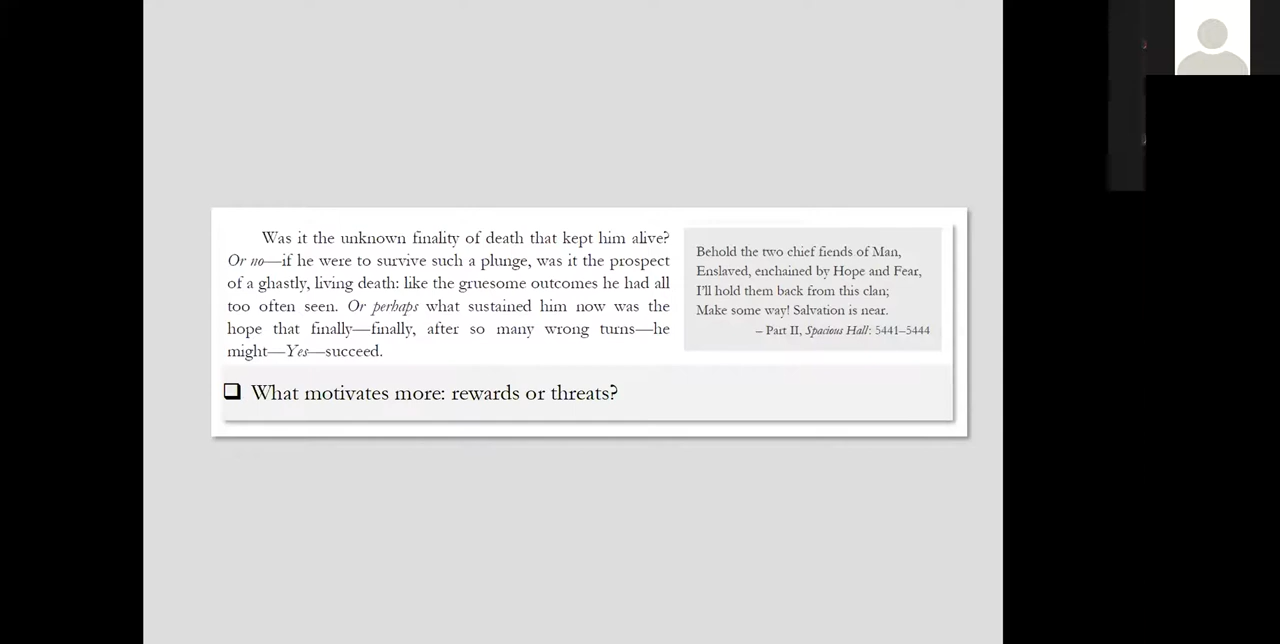 Was it the unknown finality of death that kept him alive?
Or no—if he were to survive such a plunge, was it the prospect
of a ghastly, living death: like the gruesome outcomes he had all
too often seen. Or perhaps what sustained him now was the
hope that finally—finally, after so many wrong turns—he
might—Yes—succeed.
Behold the two chief fiends of Man,
Enslaved, enchained by Hope and Fear,
I'll hold them back from this clan;
Make some way! Salvation is near.
– Part II, Spacious Hall: 5441–5444
❑ What motivates more: rewards or threats?